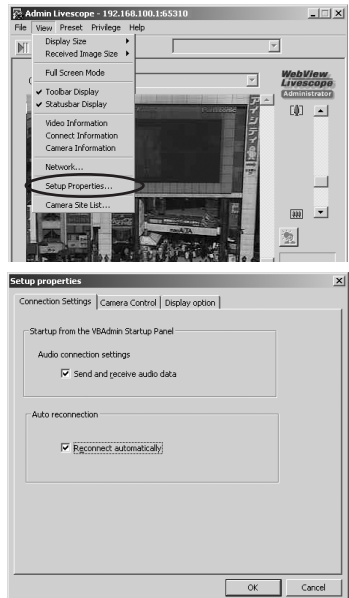 Admin Livescope - 192.168.100.1:65310
File View Preset Privilege Help
Display Size
Received Image Size
Full Screen Mode
Toolbar Display
Statusbar Display
Video Information
Connect Information
Camera Information
Network...
Setup Properties...
Camera Site List...
WebView
Livescope
Administrator
Setup properties
Connection Settings Camera Control Display option
Startup from the VBAdmin Startup Panel
Audio connection settings
Send and receive audio data
Auto reconnection
Reconnect automatically
OK Cancel